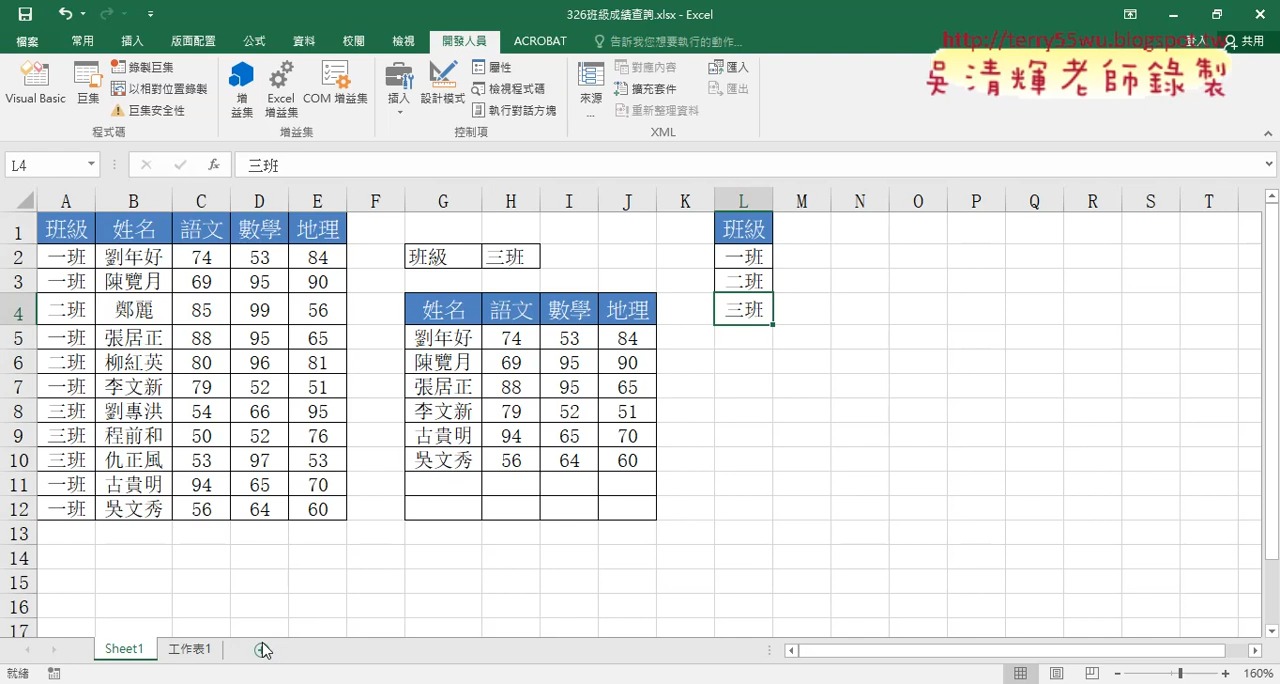 326班級成績查詢.xlsx - Excel
檔案 常用 插入 版面配置 公式 資料 校閱 檢視 開發人員 ACROBAT 告訴我您想要執行的動作... 登入 共用
http://terry55wu.blogspot.tw
吳清輝老師錄製
Visual Basic 巨集 錄製巨集 以相對位置錄製 巨集安全性 程式碼
增益集 Excel 增益集 COM 增益集 增益集
插入 設計模式 屬性 檢視程式碼 執行對話方塊 控制項
來源... 對應內容 擴充套件 重新整理資料 匯入 匯出 XML
L4 fx 三班
A B C D E F G H I J K L M N O P Q R S T
1 班級 姓名 語文 數學 地理 班級
2 一班 劉年好 74 53 84 班級 三班 一班
3 一班 陳覽月 69 95 90 二班
4 二班 鄭麗 85 99 56 姓名 語文 數學 地理 三班
5 一班 張居正 88 95 65 劉年好 74 53 84
6 二班 柳紅英 80 96 81 陳覽月 69 95 90
7 一班 李文新 79 52 51 張居正 88 95 65
8 三班 劉專洪 54 66 95 李文新 79 52 51
9 三班 程前和 50 52 76 古貴明 94 65 70
10 三班 仇正風 53 97 53 吳文秀 56 64 60
11 一班 古貴明 94 65 70
12 一班 吳文秀 56 64 60
13
14
15
16
17
Sheet1 工作表1
就緒 160%